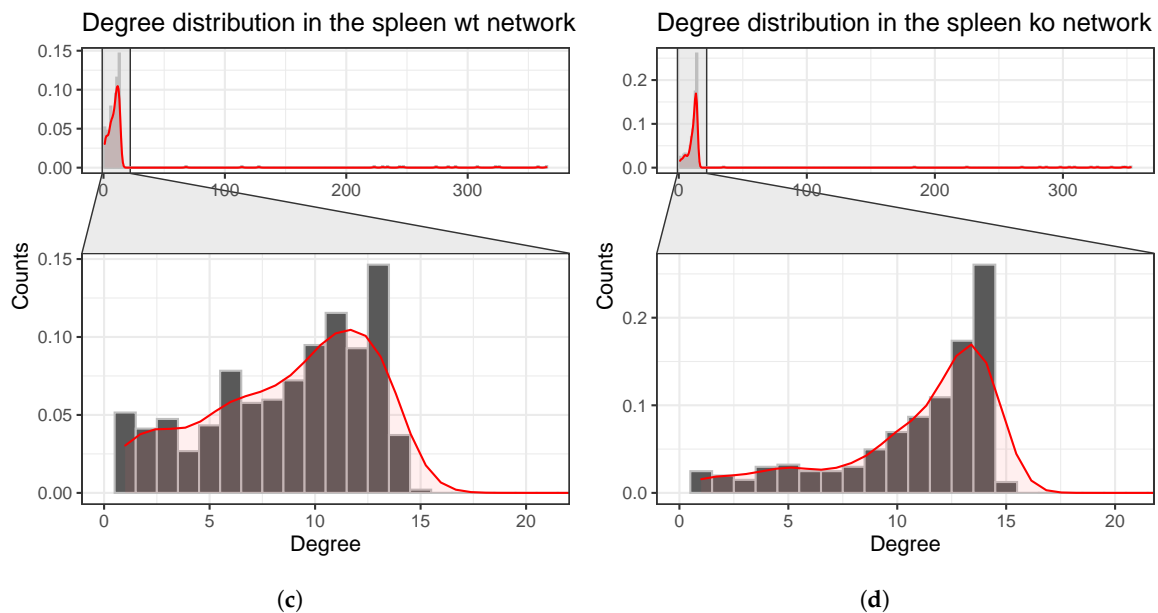 Degree distribution in the spleen wt network
0.15
0.10
0.05
0.00
0 100 200 300
Counts
0.15
0.10
0.05
0.00
0 5 10 15 20
Degree
(c)
Degree distribution in the spleen ko network
0.2
0.1
0.0
0 100 200 300
Counts
0.2
0.1
0.0
0 5 10 15 20
Degree
(d)